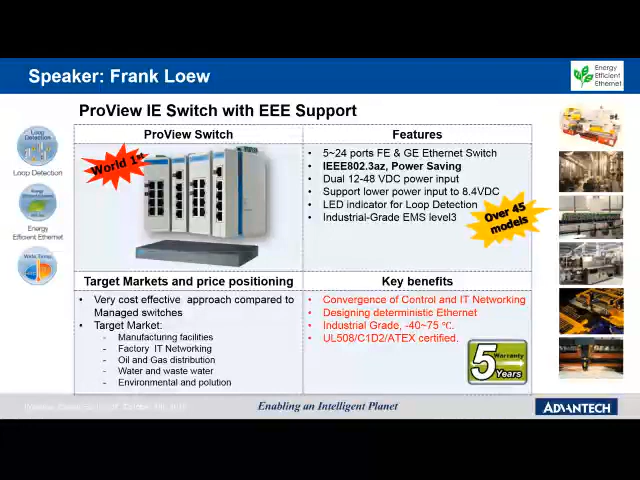 Speaker: Frank Loew
Energy
Efficient
Ethernet
ProView IE Switch with EEE Support
Loop
Detection
Loop Detection
Energy
Efficient Ethernet
ProView Switch
World 1st
Features
• 5~24 ports FE & GE Ethernet Switch
• IEEE802.3az, Power Saving
• Dual 12-48 VDC power input
• Support lower power input to 8.4VDC
• LED indicator for Loop Detection
• Industrial-Grade EMS level3
Over 45
models
Target Markets and price positioning
• Very cost effective approach compared to
Managed switches
• Target Market:
- Manufacturing facilities
- Factory IT Networking
- Oil and Gas distribution
- Water and waste water
- Environmental and polution
Key benefits
• Convergence of Control and IT Networking
• Designing deterministic Ethernet
• Industrial Grade, -40~75 ℃.
• UL508/C1D2/ATEX certified.
5 Warranty
Years
Enabling an Intelligent Planet
ADVANTECH